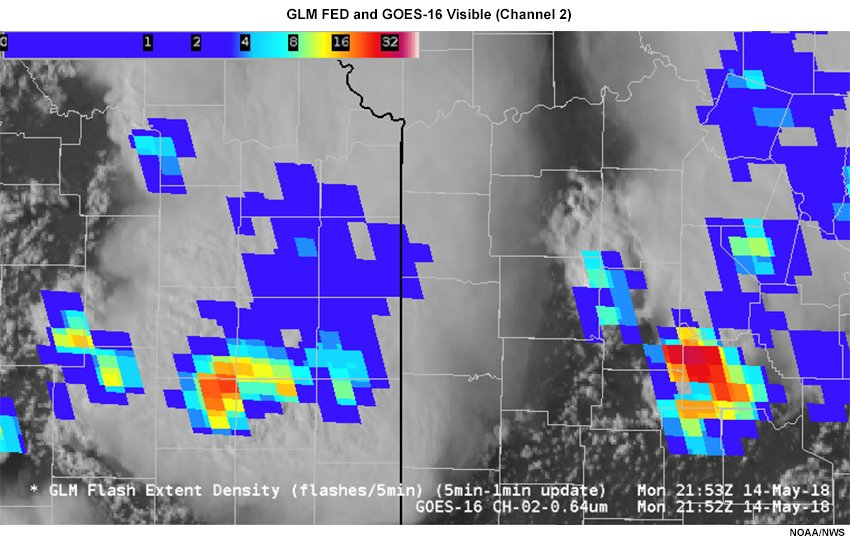 GLM FED and GOES-16 Visible (Channel 2)
0 1 2 4 8 16 32
* GLM Flash Extent Density (flashes/5min) (5min-1min update) Mon 21:53Z 14-May-18
GOES-16 CH-02-0.64um Mon 21:52Z 14-May-18
NOAA/NWS